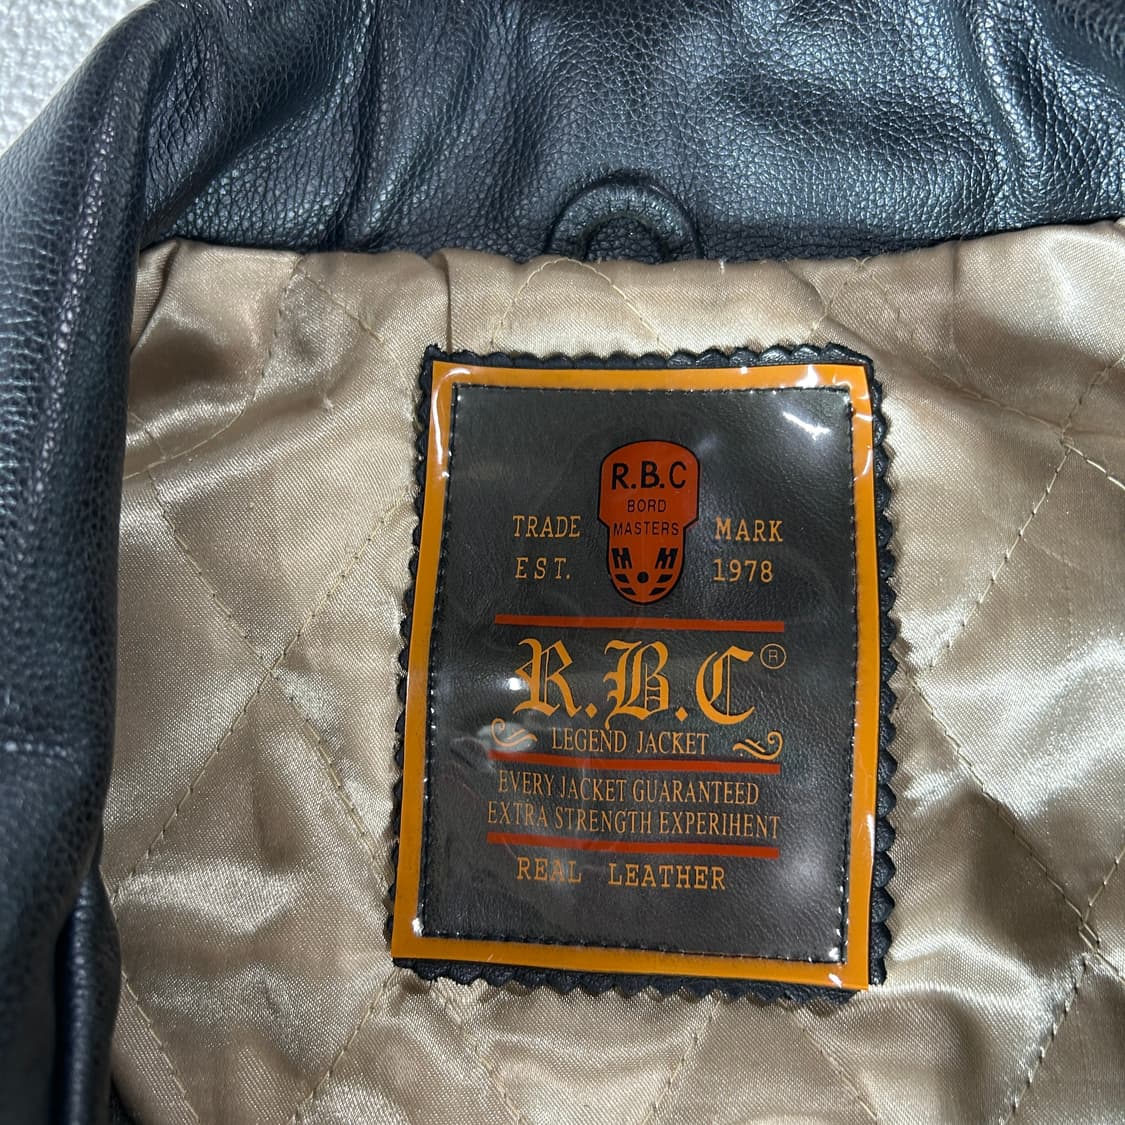 R.B.C
BORD
MASTERS
TRADE MARK
EST. 1978
R.B.C®
LEGEND JACKET
EVERY JACKET GUARANTEED
EXTRA STRENGTH EXPERIHENT
REAL LEATHER